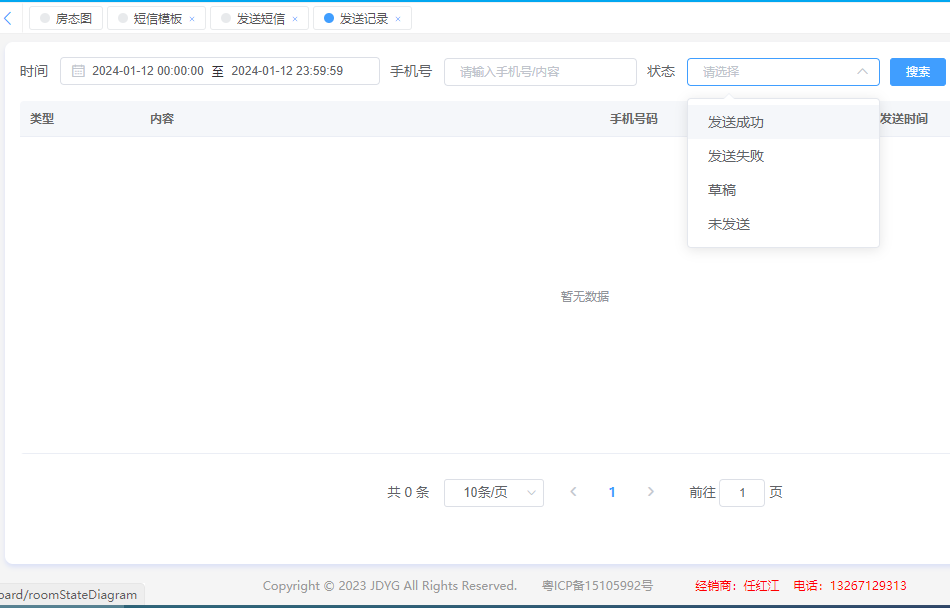 房态图 短信模板 × 发送短信 × 发送记录 ×
时间 2024-01-12 00:00:00 至 2024-01-12 23:59:59 手机号 请输入手机号/内容 状态 请选择 搜索
类型 内容 手机号码 发送时间
发送成功
发送失败
草稿
未发送
暂无数据
共 0 条 10条/页 1 前往 1 页
Copyright © 2023 JDYG All Rights Reserved. 粤ICP备15105992号 经销商：任红江 电话：13267129313
oard/roomStateDiagram